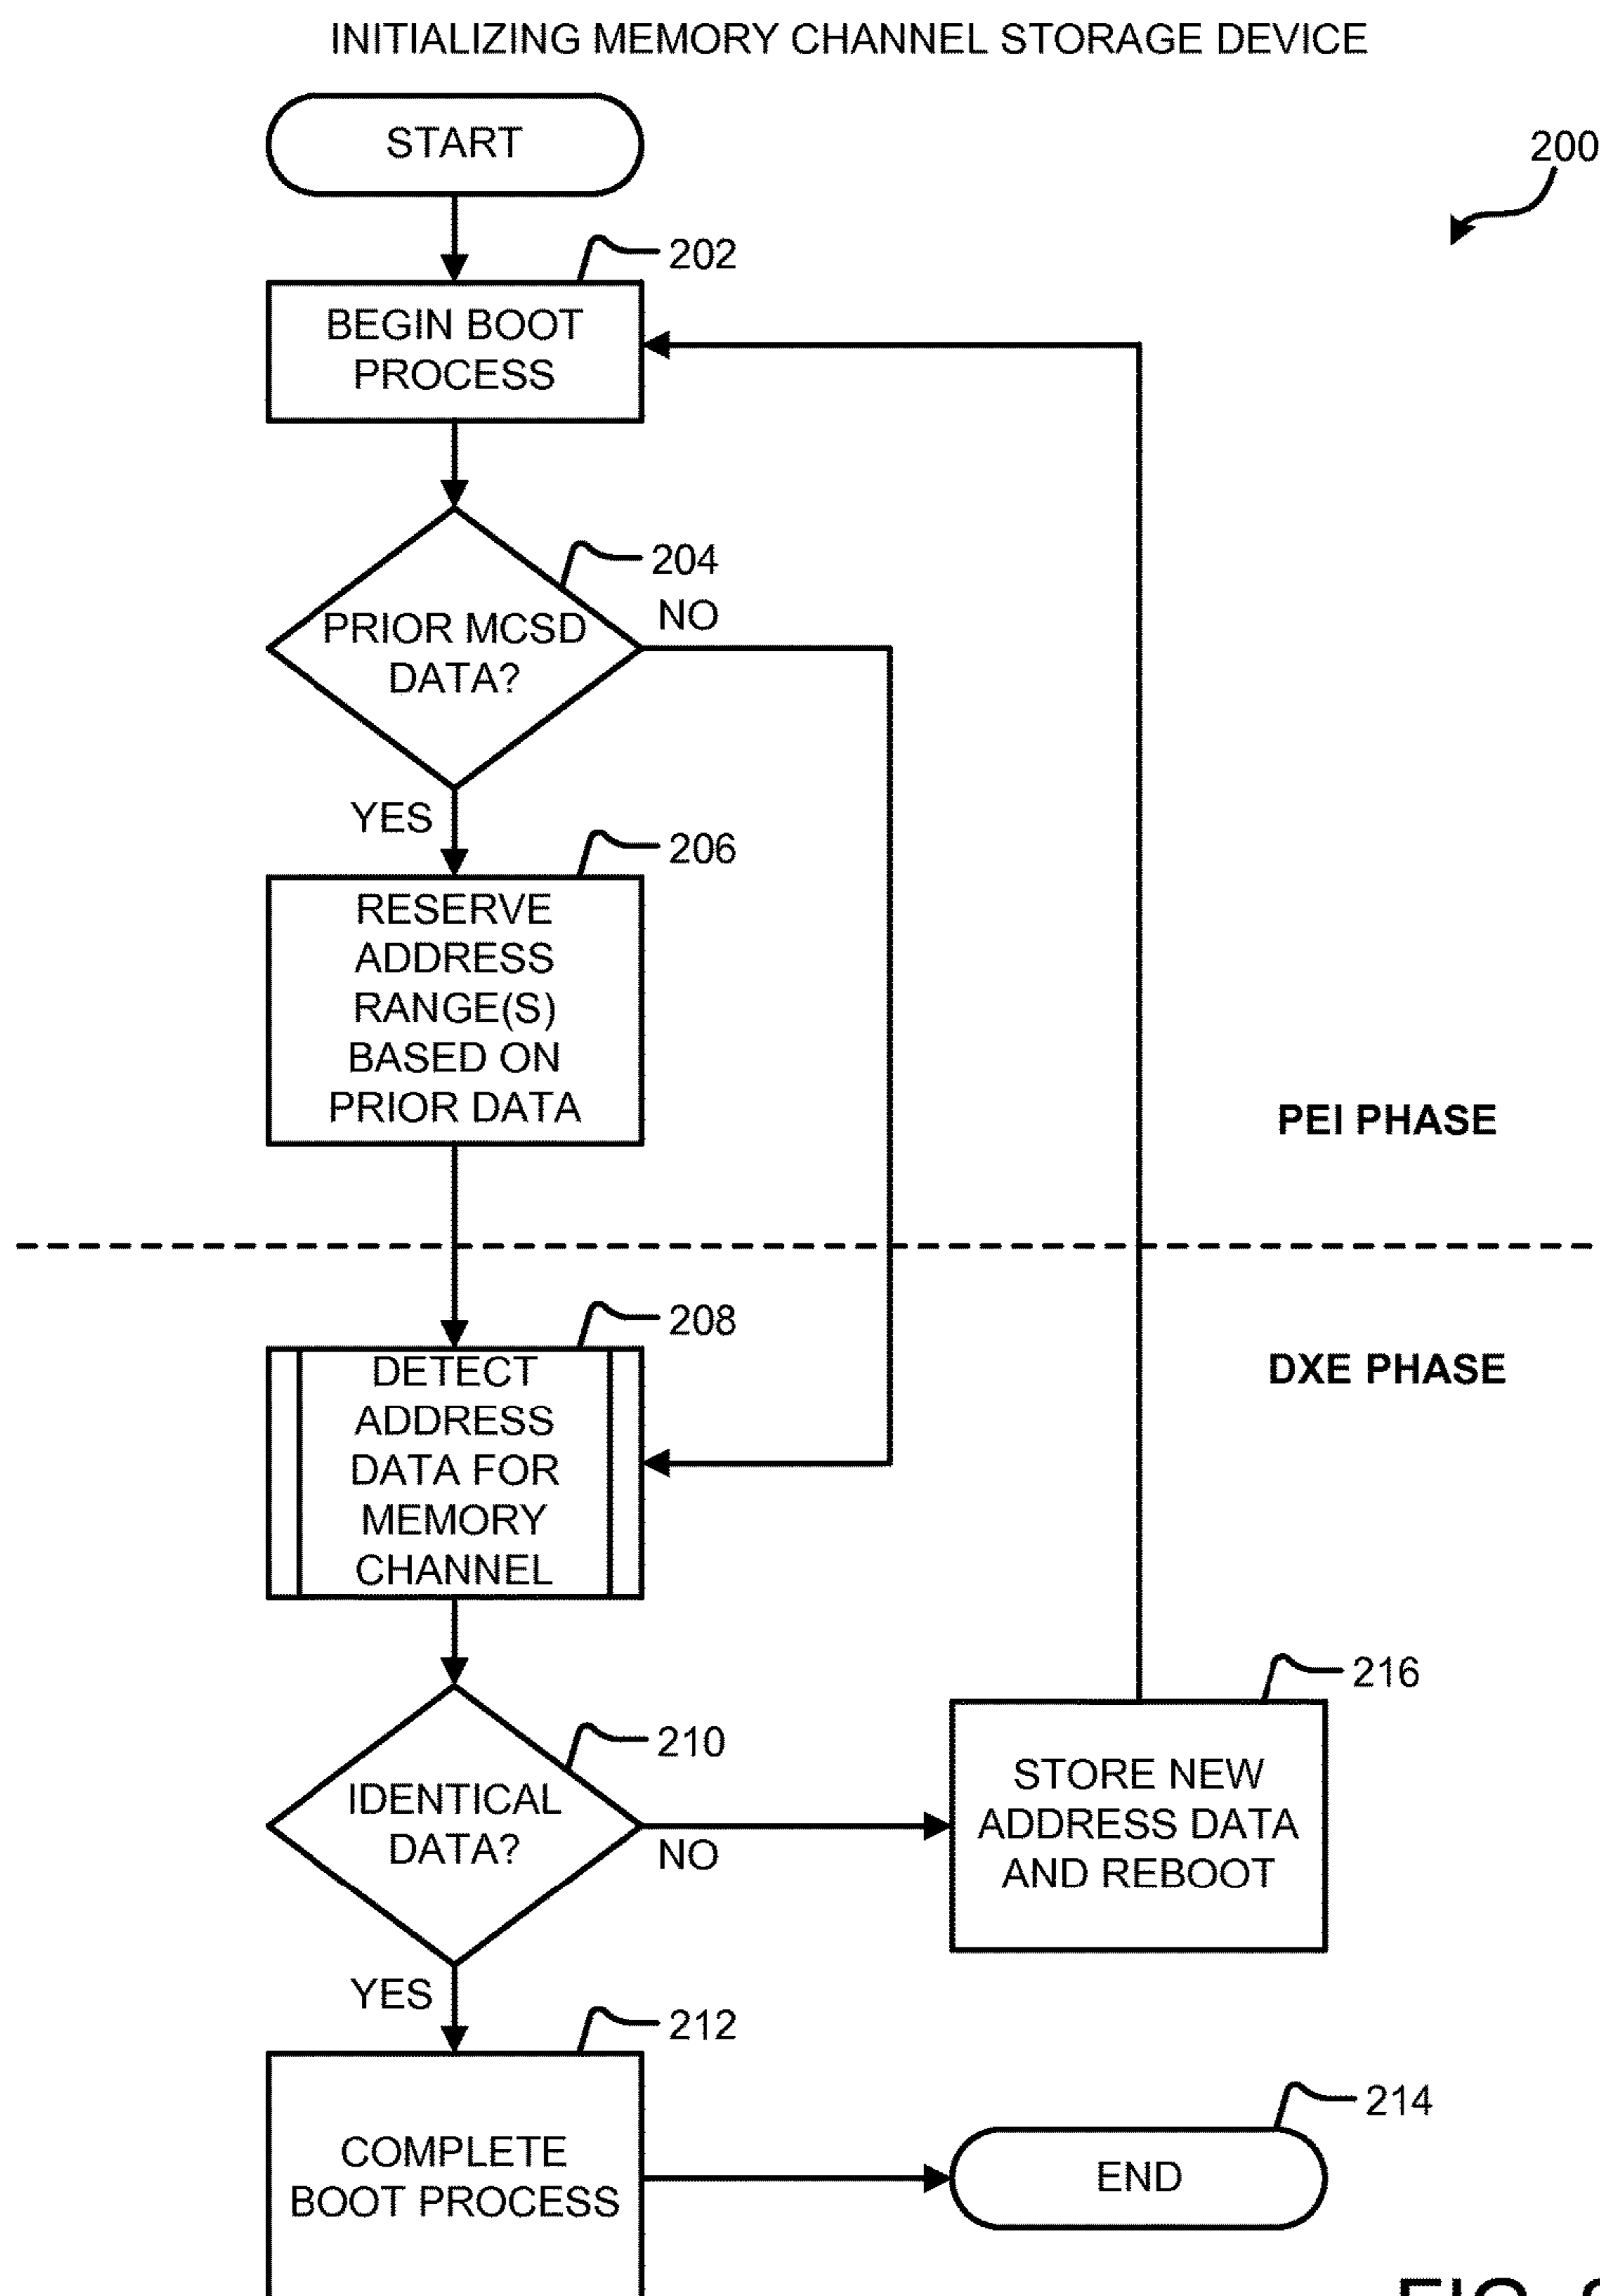 INITIALIZING MEMORY CHANNEL STORAGE DEVICE
START
200
202
BEGIN BOOT
PROCESS
204
NO
PRIOR MCSD
DATA?
YES
206
RESERVE
ADDRESS
RANGE(S)
BASED ON
PRIOR DATA
PEI PHASE
208
DXE PHASE
DETECT
ADDRESS
DATA FOR
MEMORY
CHANNEL
216
210
STORE NEW
ADDRESS DATA
AND REBOOT
IDENTICAL
DATA?
NO
YES
212
214
COMPLETE
BOOT PROCESS
END